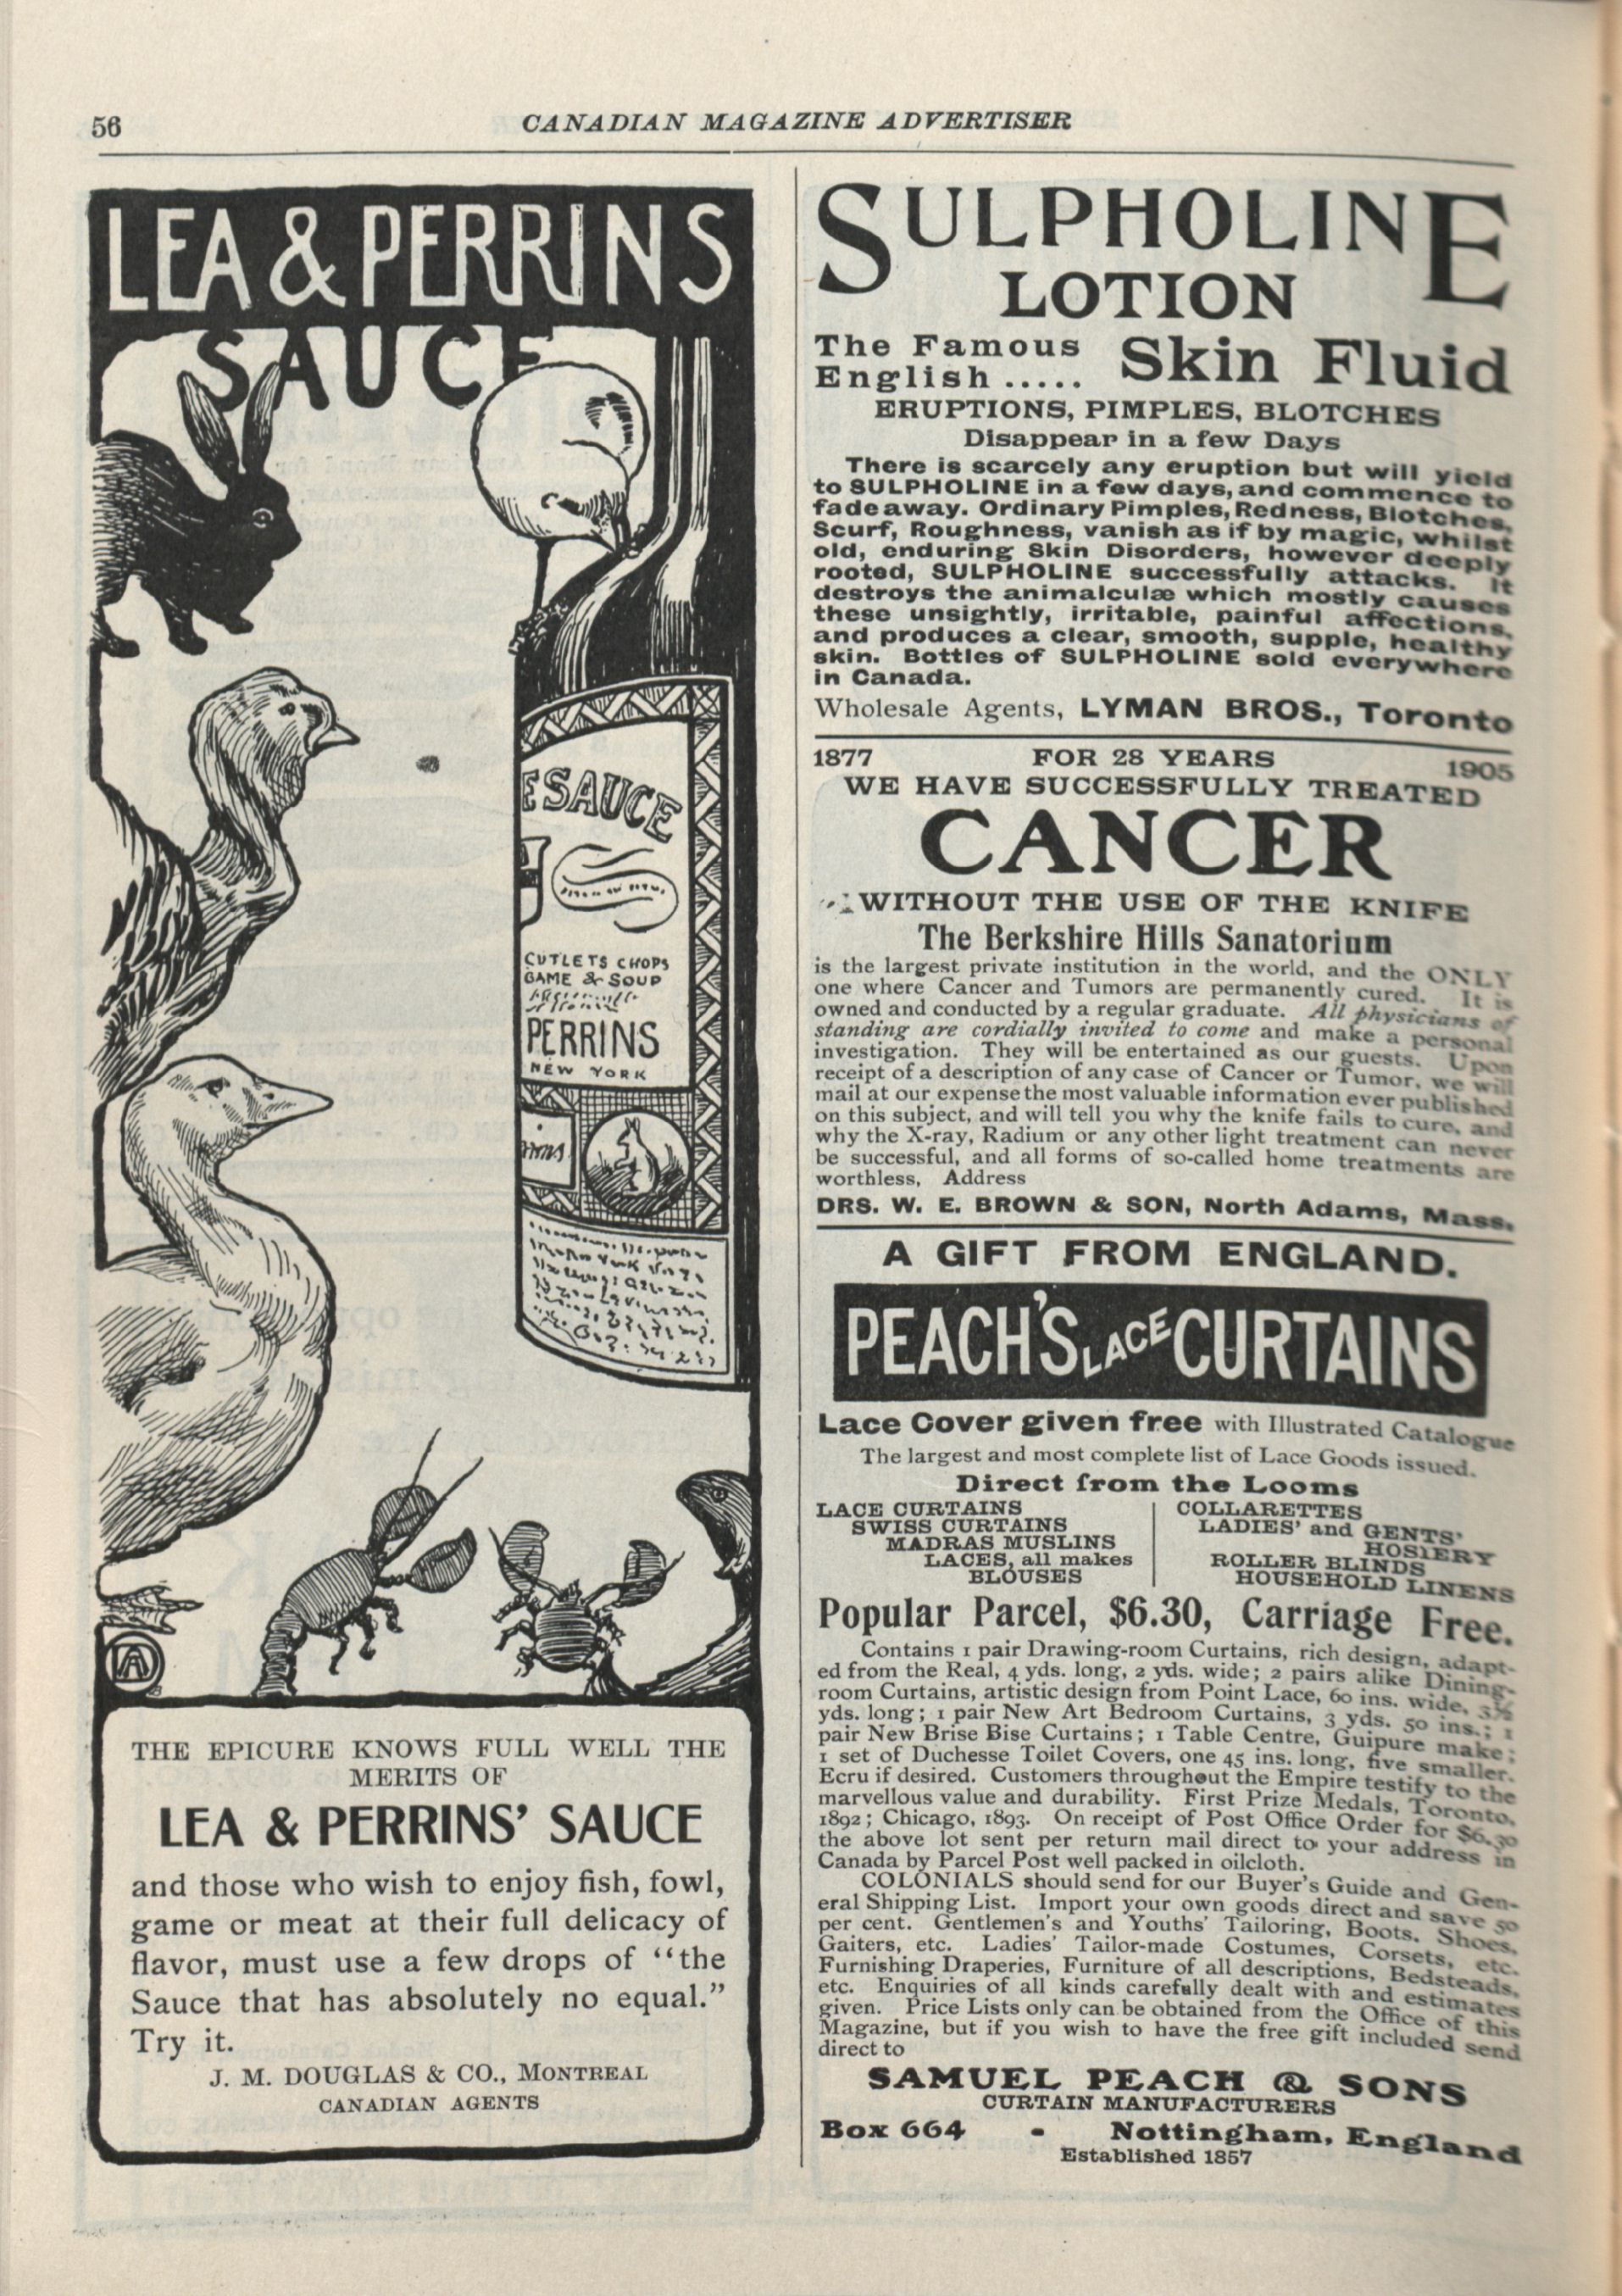 56
CANADIAN MAGAZINE ADVERTISER
LEA & PERRINS
SAUCE
ESAUCE
CUTLETS CHOPS
GAME & SOUP
PERRINS
NEW YORK
rins
THE EPICURE KNOWS FULL WELL THE
MERITS OF
LEA & PERRINS' SAUCE
and those who wish to enjoy fish, fowl,
game or meat at their full delicacy of
flavor, must use a few drops of "the
Sauce that has absolutely no equal."
Try it.
J. M. DOUGLAS & CO., MONTREAL
CANADIAN AGENTS
SULPHOLINE
LOTION
The Famous
English ..... Skin Fluid
ERUPTIONS, PIMPLES, BLOTCHES
Disappear in a few Days
There is scarcely any eruption but will yield
to SULPHOLINE in a few days, and commence to
fade away. Ordinary Pimples, Redness, Blotches,
Scurf, Roughness, vanish as if by magic, whilst
old, enduring Skin Disorders, however deeply
rooted, SULPHOLINE successfully attacks. It
destroys the animalculæ which mostly causes
these unsightly, irritable, painful affections,
and produces a clear, smooth, supple, healthy
skin. Bottles of SULPHOLINE sold everywhere
in Canada.
Wholesale Agents, LYMAN BROS., Toronto
1877 FOR 28 YEARS 1905
WE HAVE SUCCESSFULLY TREATED
CANCER
WITHOUT THE USE OF THE KNIFE
The Berkshire Hills Sanatorium
is the largest private institution in the world, and the ONLY
one where Cancer and Tumors are permanently cured. It is
owned and conducted by a regular graduate. All physicians of
standing are cordially invited to come and make a personal
investigation. They will be entertained as our guests. Upon
receipt of a description of any case of Cancer or Tumor, we will
mail at our expense the most valuable information ever published
on this subject, and will tell you why the knife fails to cure, and
why the X-ray, Radium or any other light treatment can never
be successful, and all forms of so-called home treatments are
worthless, Address
DRS. W. E. BROWN & SON, North Adams, Mass.
A GIFT FROM ENGLAND.
PEACH'S LACE CURTAINS
Lace Cover given free with Illustrated Catalogue
The largest and most complete list of Lace Goods issued.
Direct from the Looms
LACE CURTAINS
SWISS CURTAINS
MADRAS MUSLINS
LACES, all makes
BLOUSES
COLLARETTES
LADIES' and GENTS'
HOSIERY
ROLLER BLINDS
HOUSEHOLD LINENS
Popular Parcel, $6.30, Carriage Free.
Contains 1 pair Drawing-room Curtains, rich design, adapt-
ed from the Real, 4 yds. long, 2 yds. wide; 2 pairs alike Dining-
room Curtains, artistic design from Point Lace, 60 ins. wide, 3½
yds. long; 1 pair New Art Bedroom Curtains, 3 yds. 50 ins.; 1
pair New Brise Bise Curtains; 1 Table Centre, Guipure make;
1 set of Duchesse Toilet Covers, one 45 ins. long, five smaller.
Ecru if desired. Customers throughout the Empire testify to the
marvellous value and durability. First Prize Medals, Toronto,
1892; Chicago, 1893. On receipt of Post Office Order for $6.30
the above lot sent per return mail direct to your address in
Canada by Parcel Post well packed in oilcloth.
COLONIALS should send for our Buyer's Guide and Gen-
eral Shipping List. Import your own goods direct and save 50
per cent. Gentlemen's and Youths' Tailoring, Boots, Shoes,
Gaiters, etc. Ladies' Tailor-made Costumes, Corsets, etc.
Furnishing Draperies, Furniture of all descriptions, Bedsteads,
etc. Enquiries of all kinds carefully dealt with and estimates
given. Price Lists only can be obtained from the Office of this
Magazine, but if you wish to have the free gift included send
direct to
SAMUEL PEACH & SONS
CURTAIN MANUFACTURERS
Box 664 - Nottingham, England
Established 1857